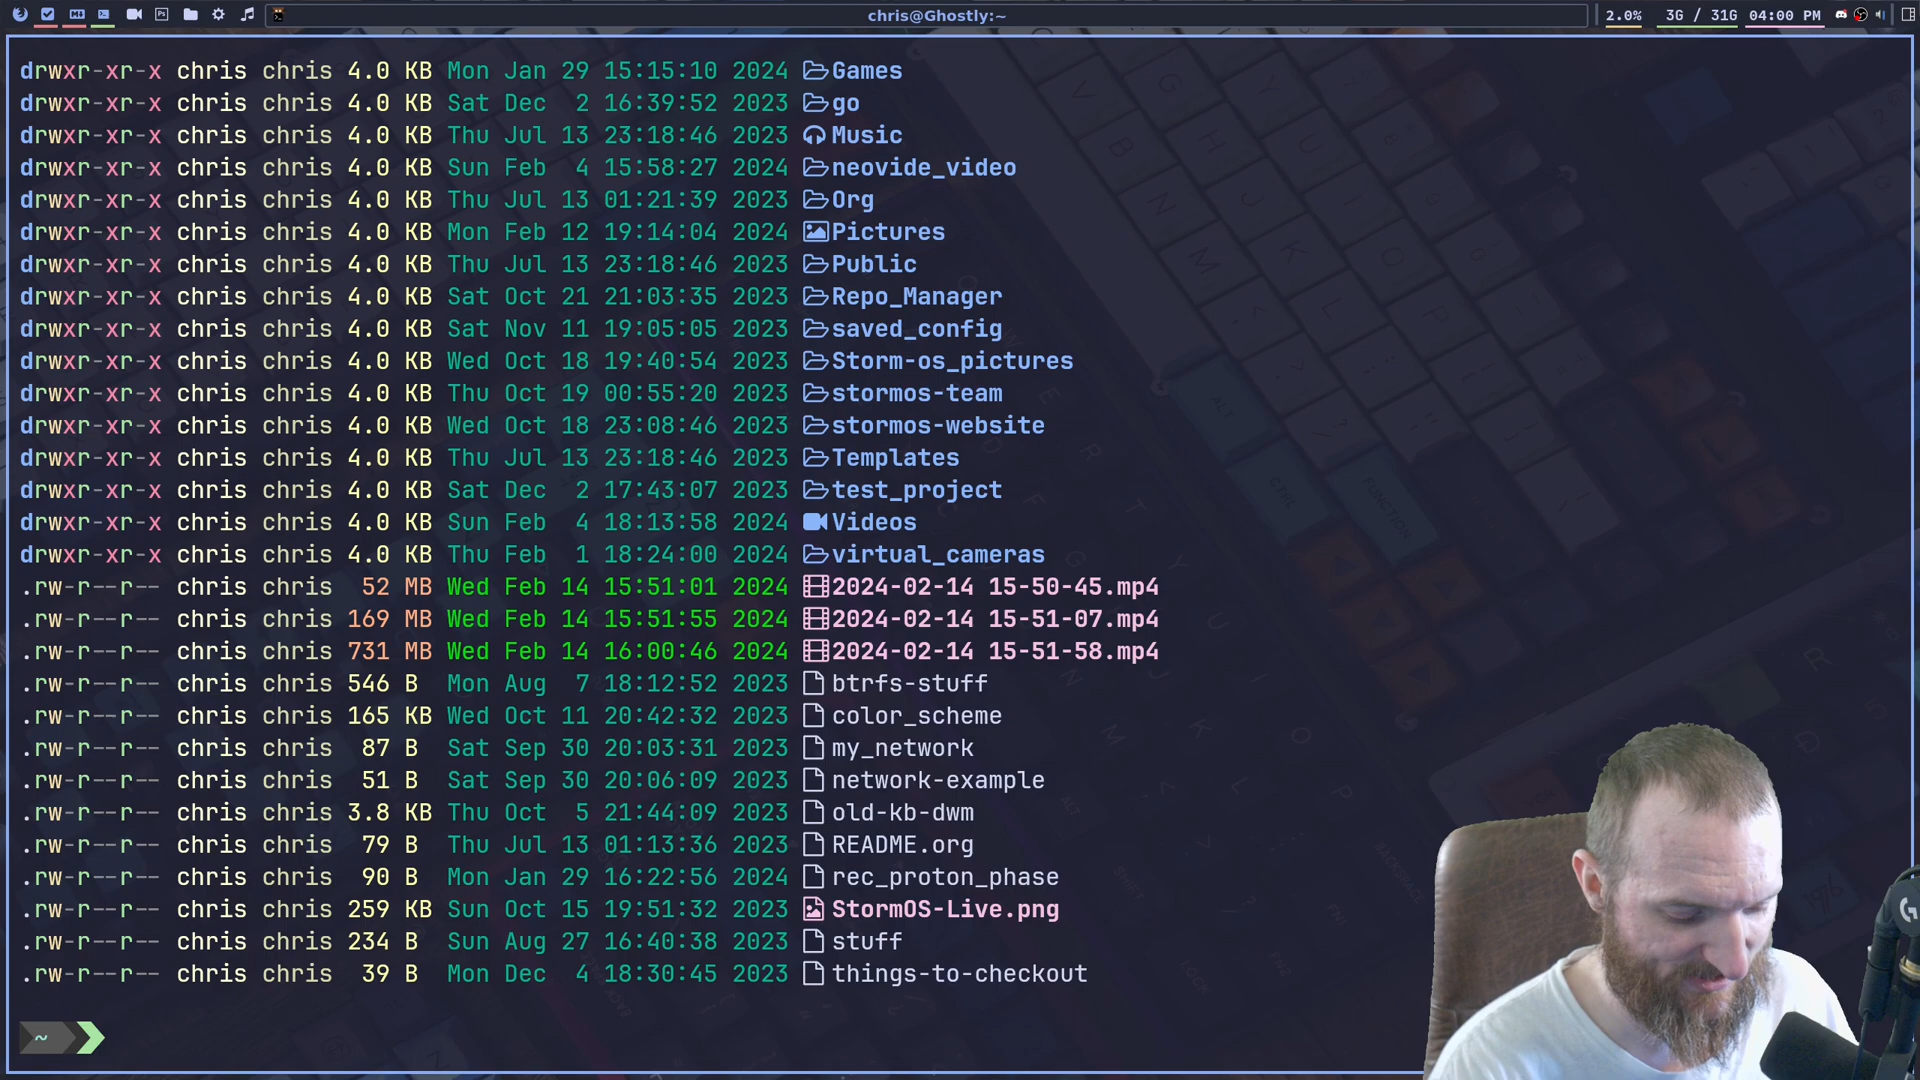 chris@Ghostly:~
2.0% 3G / 31G 04:00 PM
drwxr-xr-x chris chris 4.0 KB Mon Jan 29 15:15:10 2024 Games
drwxr-xr-x chris chris 4.0 KB Sat Dec 2 16:39:52 2023 go
drwxr-xr-x chris chris 4.0 KB Thu Jul 13 23:18:46 2023 Music
drwxr-xr-x chris chris 4.0 KB Sun Feb 4 15:58:27 2024 neovide_video
drwxr-xr-x chris chris 4.0 KB Thu Jul 13 01:21:39 2023 Org
drwxr-xr-x chris chris 4.0 KB Mon Feb 12 19:14:04 2024 Pictures
drwxr-xr-x chris chris 4.0 KB Thu Jul 13 23:18:46 2023 Public
drwxr-xr-x chris chris 4.0 KB Sat Oct 21 21:03:35 2023 Repo_Manager
drwxr-xr-x chris chris 4.0 KB Sat Nov 11 19:05:05 2023 saved_config
drwxr-xr-x chris chris 4.0 KB Wed Oct 18 19:40:54 2023 Storm-os_pictures
drwxr-xr-x chris chris 4.0 KB Thu Oct 19 00:55:20 2023 stormos-team
drwxr-xr-x chris chris 4.0 KB Wed Oct 18 23:08:46 2023 stormos-website
drwxr-xr-x chris chris 4.0 KB Thu Jul 13 23:18:46 2023 Templates
drwxr-xr-x chris chris 4.0 KB Sat Dec 2 17:43:07 2023 test_project
drwxr-xr-x chris chris 4.0 KB Sun Feb 4 18:13:58 2024 Videos
drwxr-xr-x chris chris 4.0 KB Thu Feb 1 18:24:00 2024 virtual_cameras
.rw-r--r-- chris chris 52 MB Wed Feb 14 15:51:01 2024 2024-02-14 15-50-45.mp4
.rw-r--r-- chris chris 169 MB Wed Feb 14 15:51:55 2024 2024-02-14 15-51-07.mp4
.rw-r--r-- chris chris 731 MB Wed Feb 14 16:00:46 2024 2024-02-14 15-51-58.mp4
.rw-r--r-- chris chris 546 B Mon Aug 7 18:12:52 2023 btrfs-stuff
.rw-r--r-- chris chris 165 KB Wed Oct 11 20:42:32 2023 color_scheme
.rw-r--r-- chris chris 87 B Sat Sep 30 20:03:31 2023 my_network
.rw-r--r-- chris chris 51 B Sat Sep 30 20:06:09 2023 network-example
.rw-r--r-- chris chris 3.8 KB Thu Oct 5 21:44:09 2023 old-kb-dwm
.rw-r--r-- chris chris 79 B Thu Jul 13 01:13:36 2023 README.org
.rw-r--r-- chris chris 90 B Mon Jan 29 16:22:56 2024 rec_proton_phase
.rw-r--r-- chris chris 259 KB Sun Oct 15 19:51:32 2023 StormOS-Live.png
.rw-r--r-- chris chris 234 B Sun Aug 27 16:40:38 2023 stuff
.rw-r--r-- chris chris 39 B Mon Dec 4 18:30:45 2023 things-to-checkout
~